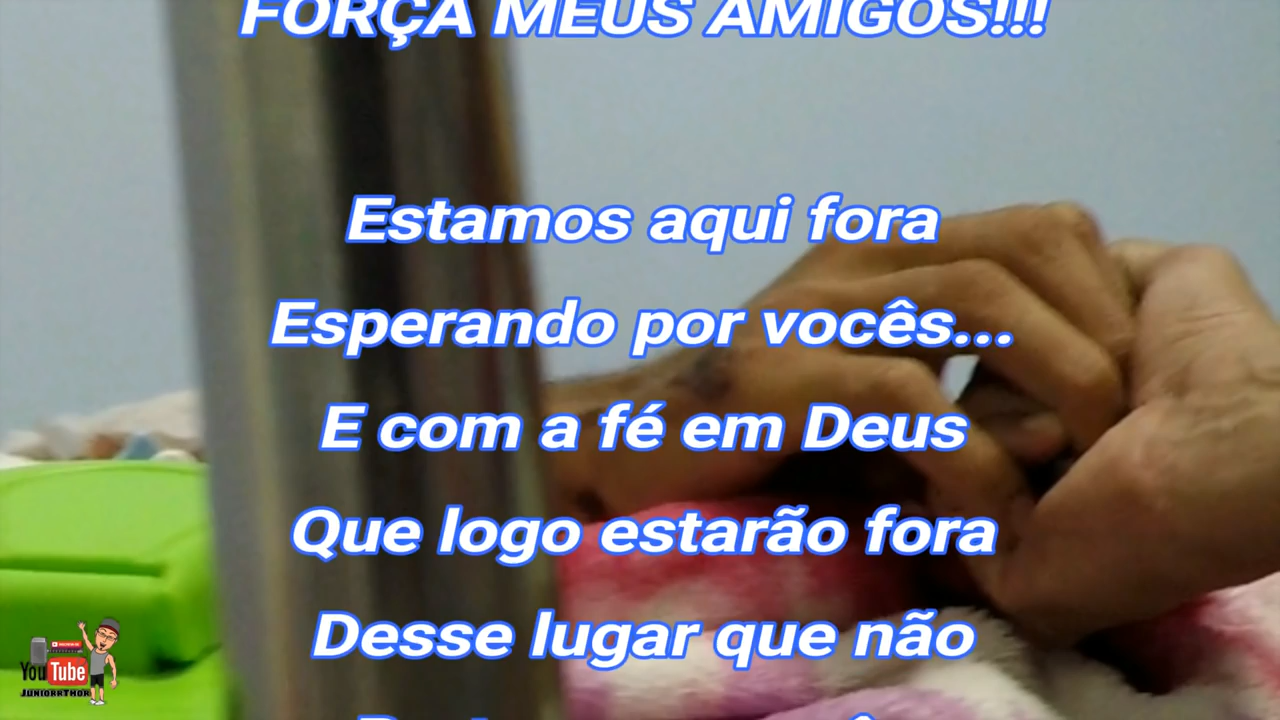 FORÇA MEUS AMIGOS!!!
Estamos aqui fora
Esperando por vocês...
E com a fé em Deus
Que logo estarão fora
Desse lugar que não
YouTube
JUNIORRTHOR